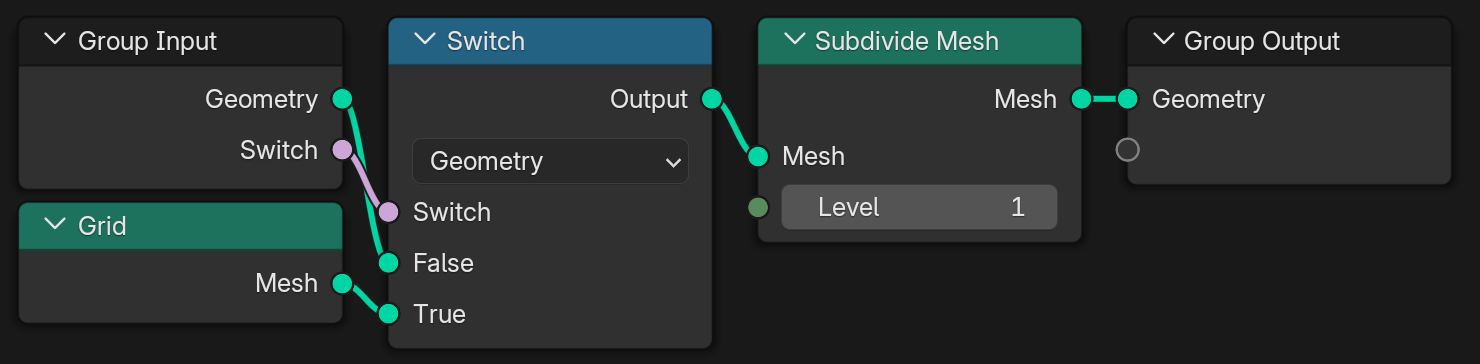 Group Input
Geometry
Switch
Grid
Mesh
Switch
Output
Geometry
Switch
False
True
Subdivide Mesh
Mesh
Mesh
Level 1
Group Output
Geometry